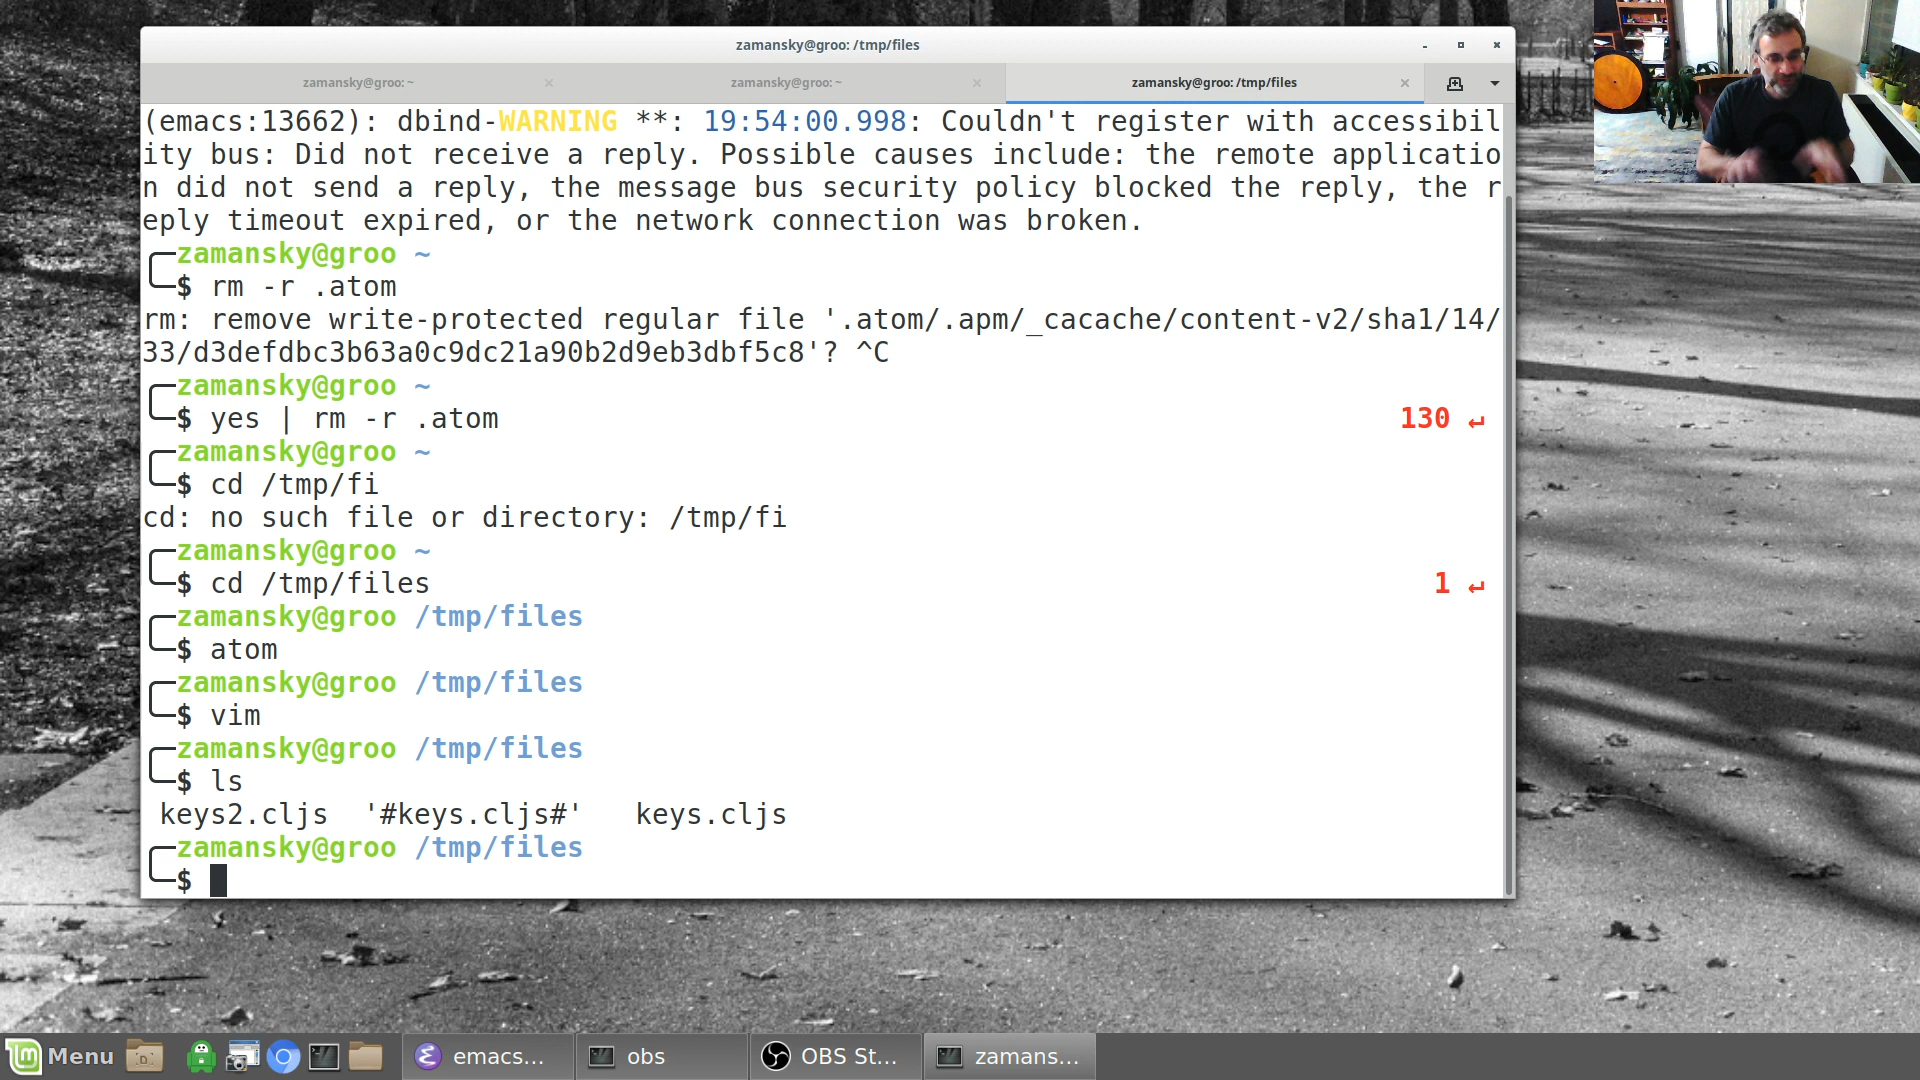 zamansky@groo: /tmp/files
zamansky@groo: ~
zamansky@groo: ~
zamansky@groo: /tmp/files
(emacs:13662): dbind-WARNING **: 19:54:00.998: Couldn't register with accessibil
ity bus: Did not receive a reply. Possible causes include: the remote applicatio
n did not send a reply, the message bus security policy blocked the reply, the r
eply timeout expired, or the network connection was broken.
zamansky@groo ~
$ rm -r .atom
rm: remove write-protected regular file '.atom/.apm/_cacache/content-v2/sha1/14/
33/d3defdbc3b63a0c9dc21a90b2d9eb3dbf5c8'? ^C
zamansky@groo ~
$ yes | rm -r .atom 130 ↵
zamansky@groo ~
$ cd /tmp/fi
cd: no such file or directory: /tmp/fi
zamansky@groo ~
$ cd /tmp/files 1 ↵
zamansky@groo /tmp/files
$ atom
zamansky@groo /tmp/files
$ vim
zamansky@groo /tmp/files
$ ls
keys2.cljs '#keys.cljs#' keys.cljs
zamansky@groo /tmp/files
$
Menu emacs... obs OBS St... zamans...